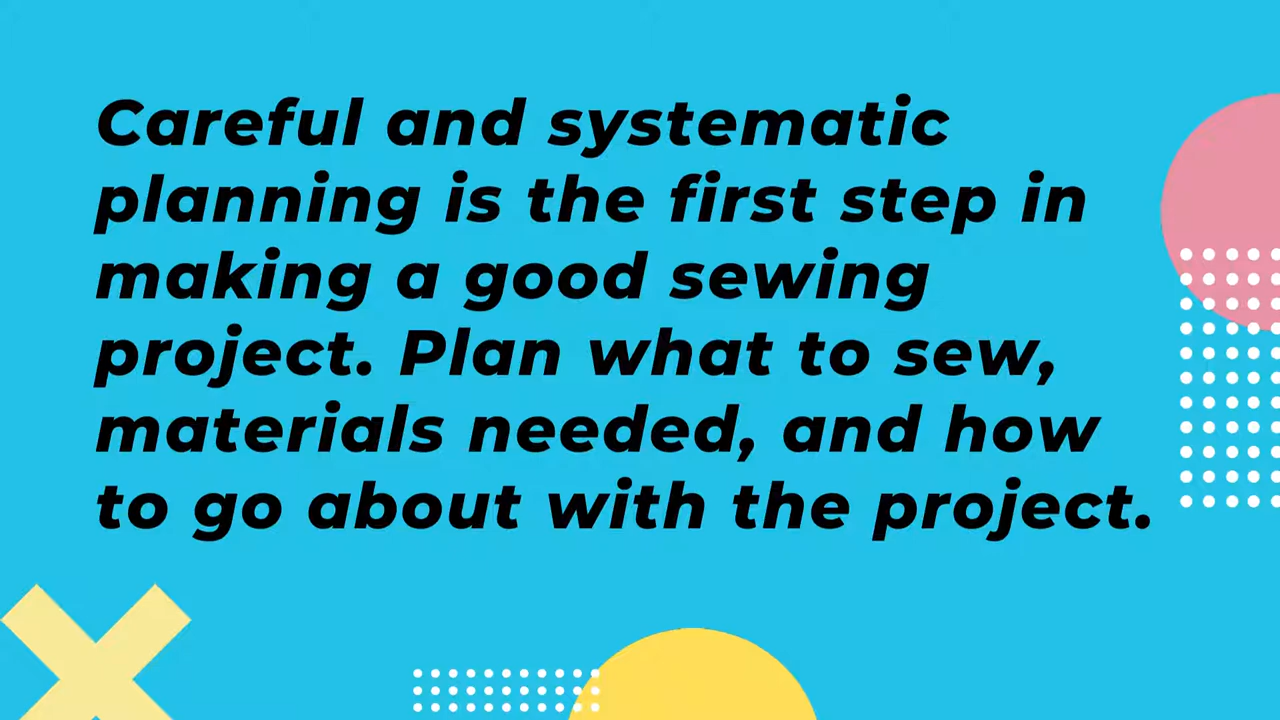 Careful and systematic
planning is the first step in
making a good sewing
project. Plan what to sew,
materials needed, and how
to go about with the project.